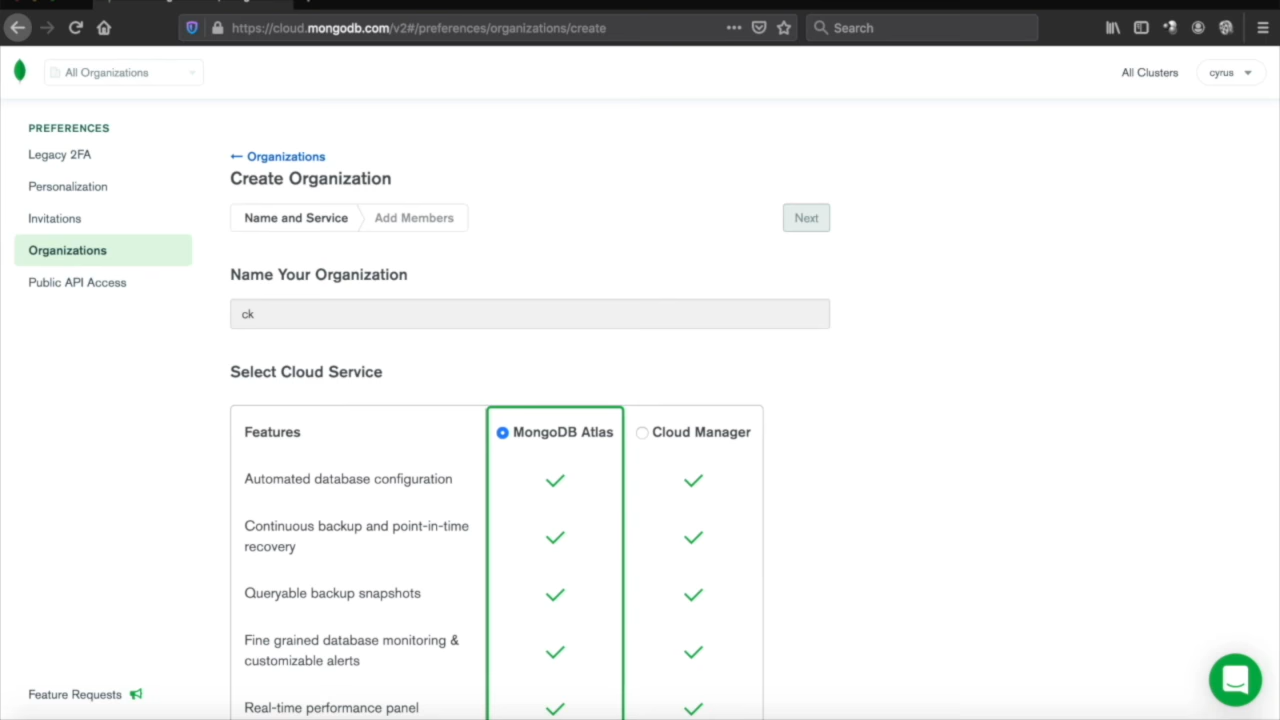 https://cloud.mongodb.com/v2#/preferences/organizations/create
Search
All Organizations
All Clusters
cyrus
PREFERENCES
Legacy 2FA
Personalization
Invitations
Organizations
Public API Access
← Organizations
Create Organization
Name and Service
Add Members
Next
Name Your Organization
ck
Select Cloud Service
Features
MongoDB Atlas
Cloud Manager
Automated database configuration
Continuous backup and point-in-time
recovery
Queryable backup snapshots
Fine grained database monitoring &
customizable alerts
Real-time performance panel
Feature Requests